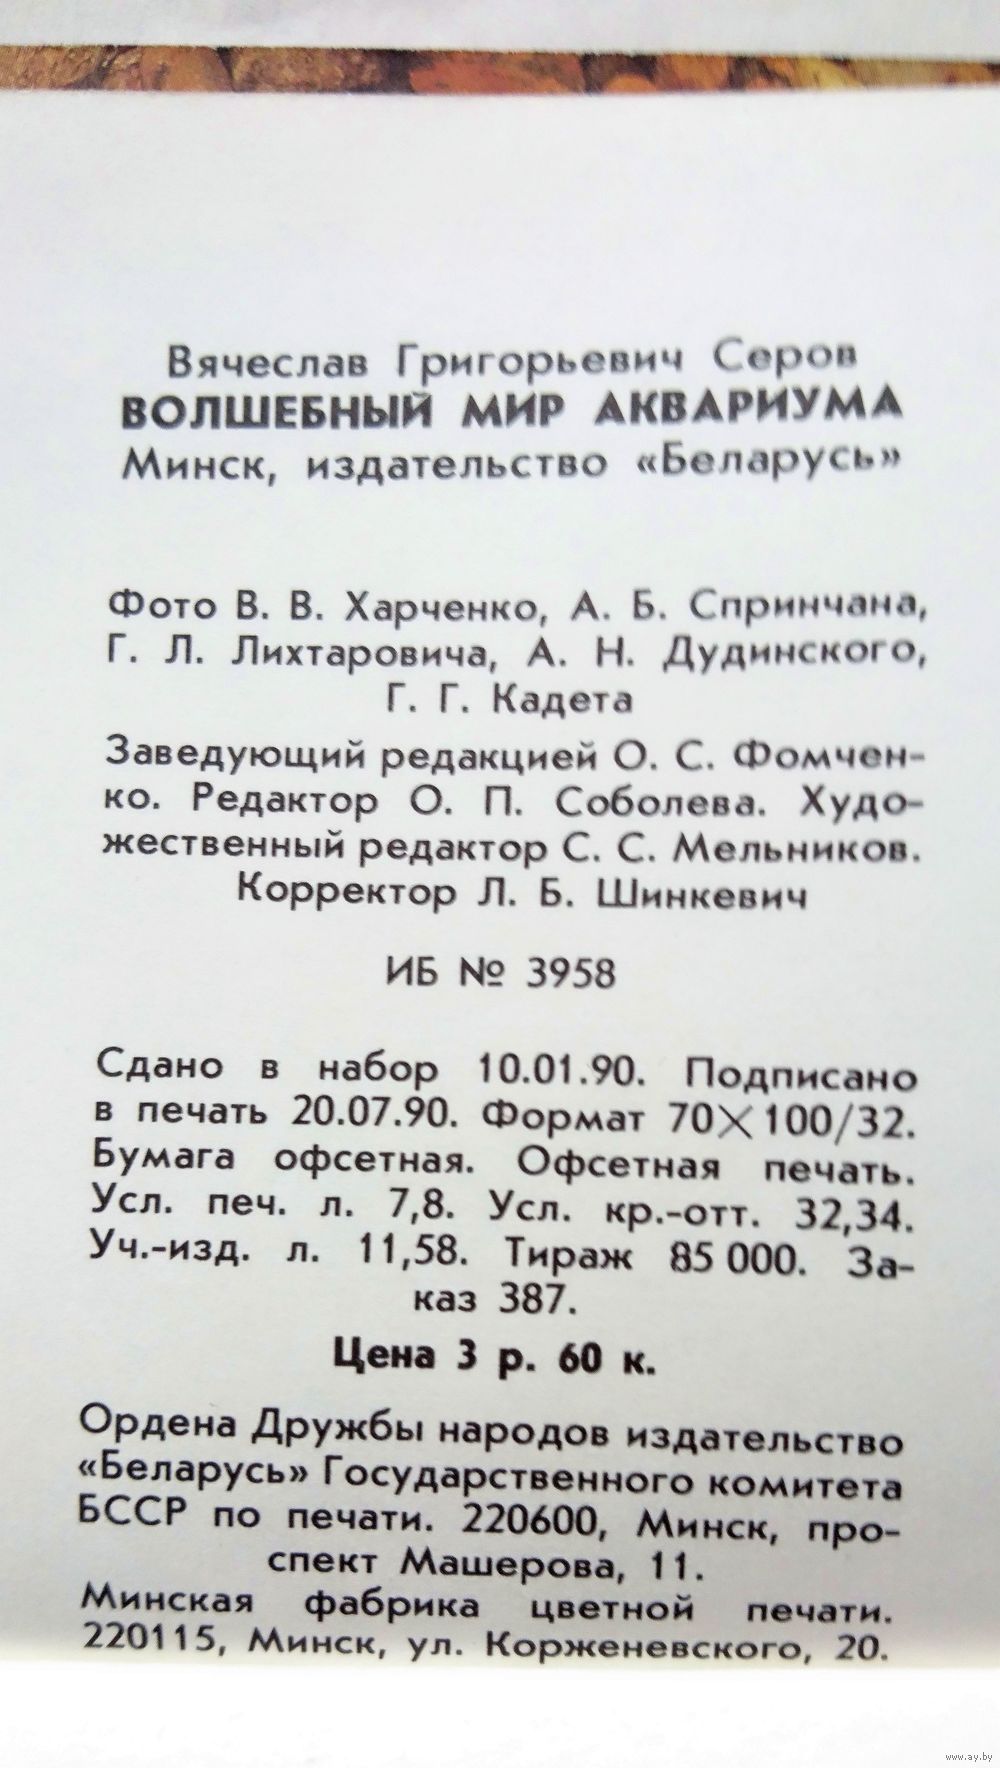 Вячеслав Григорьевич Серов
ВОЛШЕБНЫЙ МИР АКВАРИУМА
Минск, издательство «Беларусь»
Фото В. В. Харченко, А. Б. Спринчана,
Г. Л. Лихтаровича, А. Н. Дудинского,
Г. Г. Кадета
Заведующий редакцией О. С. Фомчен-
ко. Редактор О. П. Соболева. Худо-
жественный редактор С. С. Мельников.
Корректор Л. Б. Шинкевич
ИБ № 3958
Сдано в набор 10.01.90. Подписано
в печать 20.07.90. Формат 70×100/32.
Бумага офсетная. Офсетная печать.
Усл. печ. л. 7,8. Усл. кр.-отт. 32,34.
Уч.-изд. л. 11,58. Тираж 85 000. За-
каз 387.
Цена 3 р. 60 к.
Ордена Дружбы народов издательство
«Беларусь» Государственного комитета
БССР по печати. 220600, Минск, про-
спект Машерова, 11.
Минская фабрика цветной печати.
220115, Минск, ул. Корженевского, 20.
www.ay.by